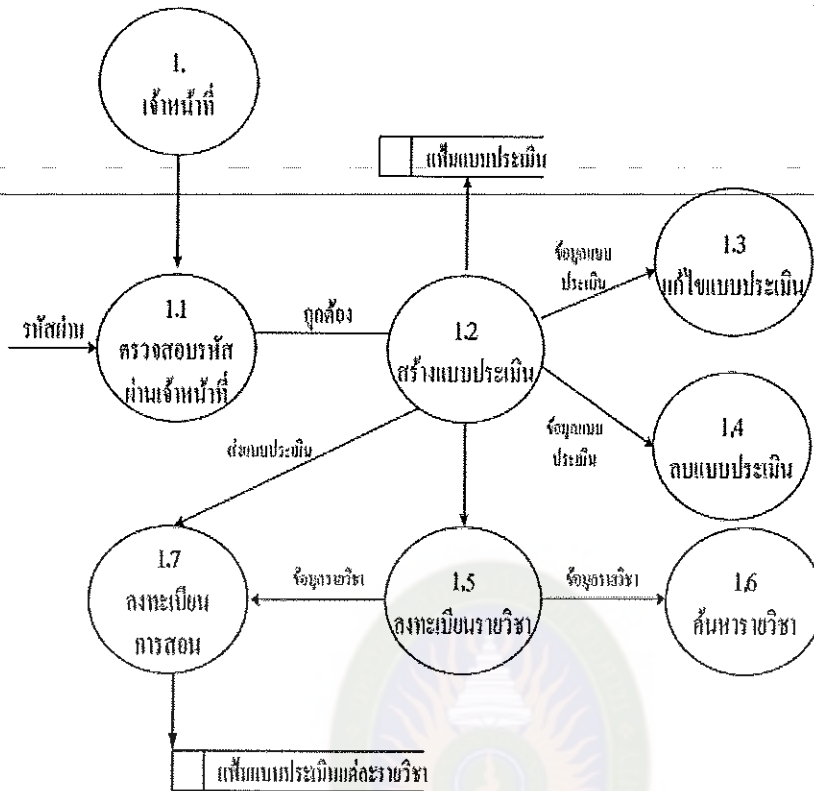 1.
เจ้าหน้าที่
แฟ้มแบบประเมิน
รหัสผ่าน
1.1
ตรวจสอบรหัส
ผ่านเจ้าหน้าที่
ถูกต้อง
1.2
สร้างแบบประเมิน
ข้อมูลแบบ
ประเมิน
1.3
แก้ไขแบบประเมิน
ข้อมูลแบบ
ประเมิน
1.4
ลบแบบประเมิน
ส่งแบบประเมิน
1.7
ลงทะเบียน
การสอน
ข้อมูลรายวิชา
1.5
ลงทะเบียนรายวิชา
ข้อมูลรายวิชา
1.6
ค้นหารายวิชา
แฟ้มแบบประเมินแต่ละรายวิชา